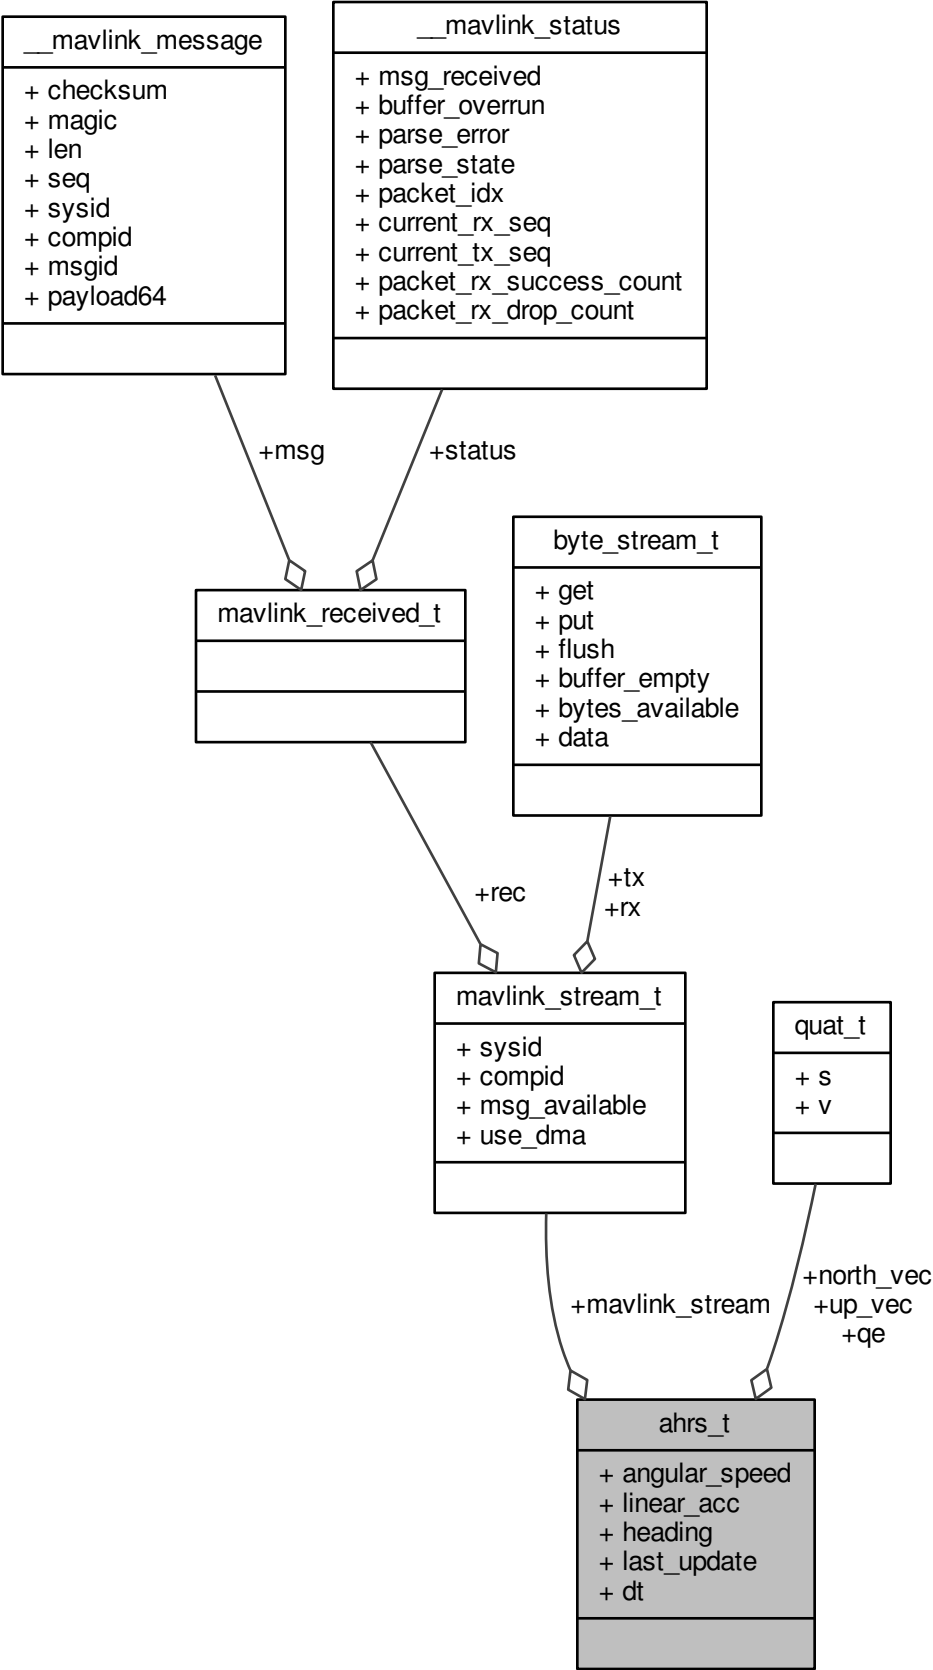 __mavlink_message
+ checksum
+ magic
+ len
+ seq
+ sysid
+ compid
+ msgid
+ payload64
__mavlink_status
+ msg_received
+ buffer_overrun
+ parse_error
+ parse_state
+ packet_idx
+ current_rx_seq
+ current_tx_seq
+ packet_rx_success_count
+ packet_rx_drop_count
+msg
+status
mavlink_received_t
byte_stream_t
+ get
+ put
+ flush
+ buffer_empty
+ bytes_available
+ data
+rec
+tx
+rx
mavlink_stream_t
+ sysid
+ compid
+ msg_available
+ use_dma
quat_t
+ s
+ v
+mavlink_stream
+north_vec
+up_vec
+qe
ahrs_t
+ angular_speed
+ linear_acc
+ heading
+ last_update
+ dt